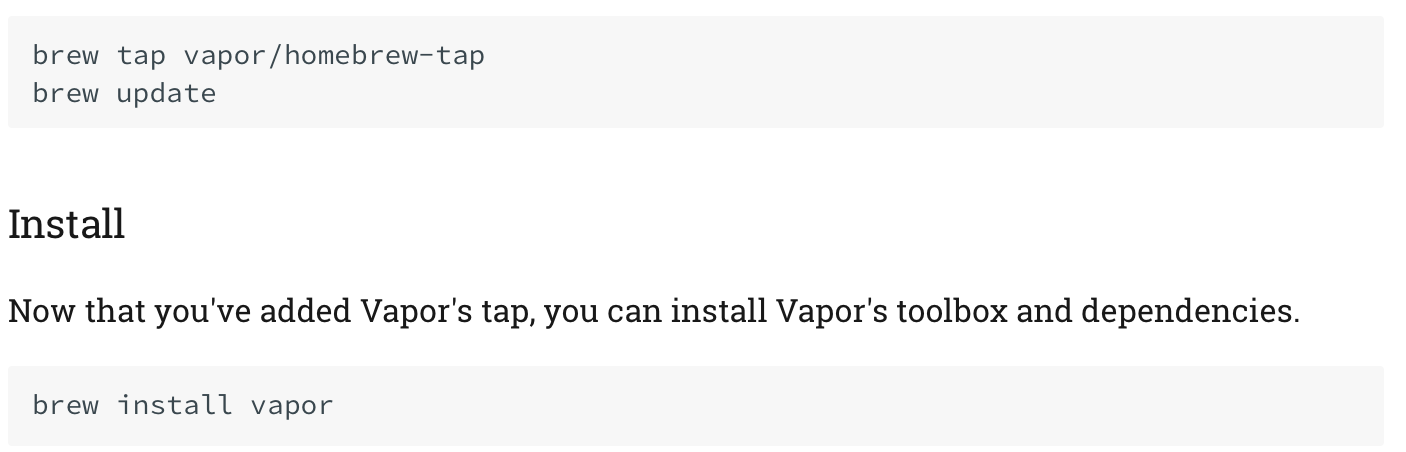 brew tap vapor/homebrew-tap
brew update
Install
Now that you've added Vapor's tap, you can install Vapor's toolbox and dependencies.
brew install vapor